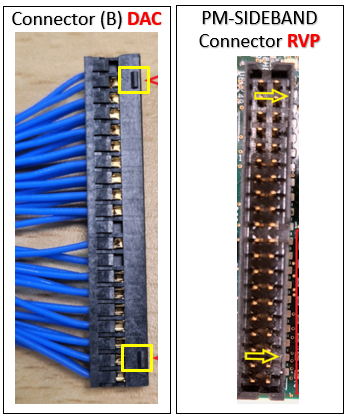 Connector (B) DAC
PM-SIDEBAND
Connector RVP